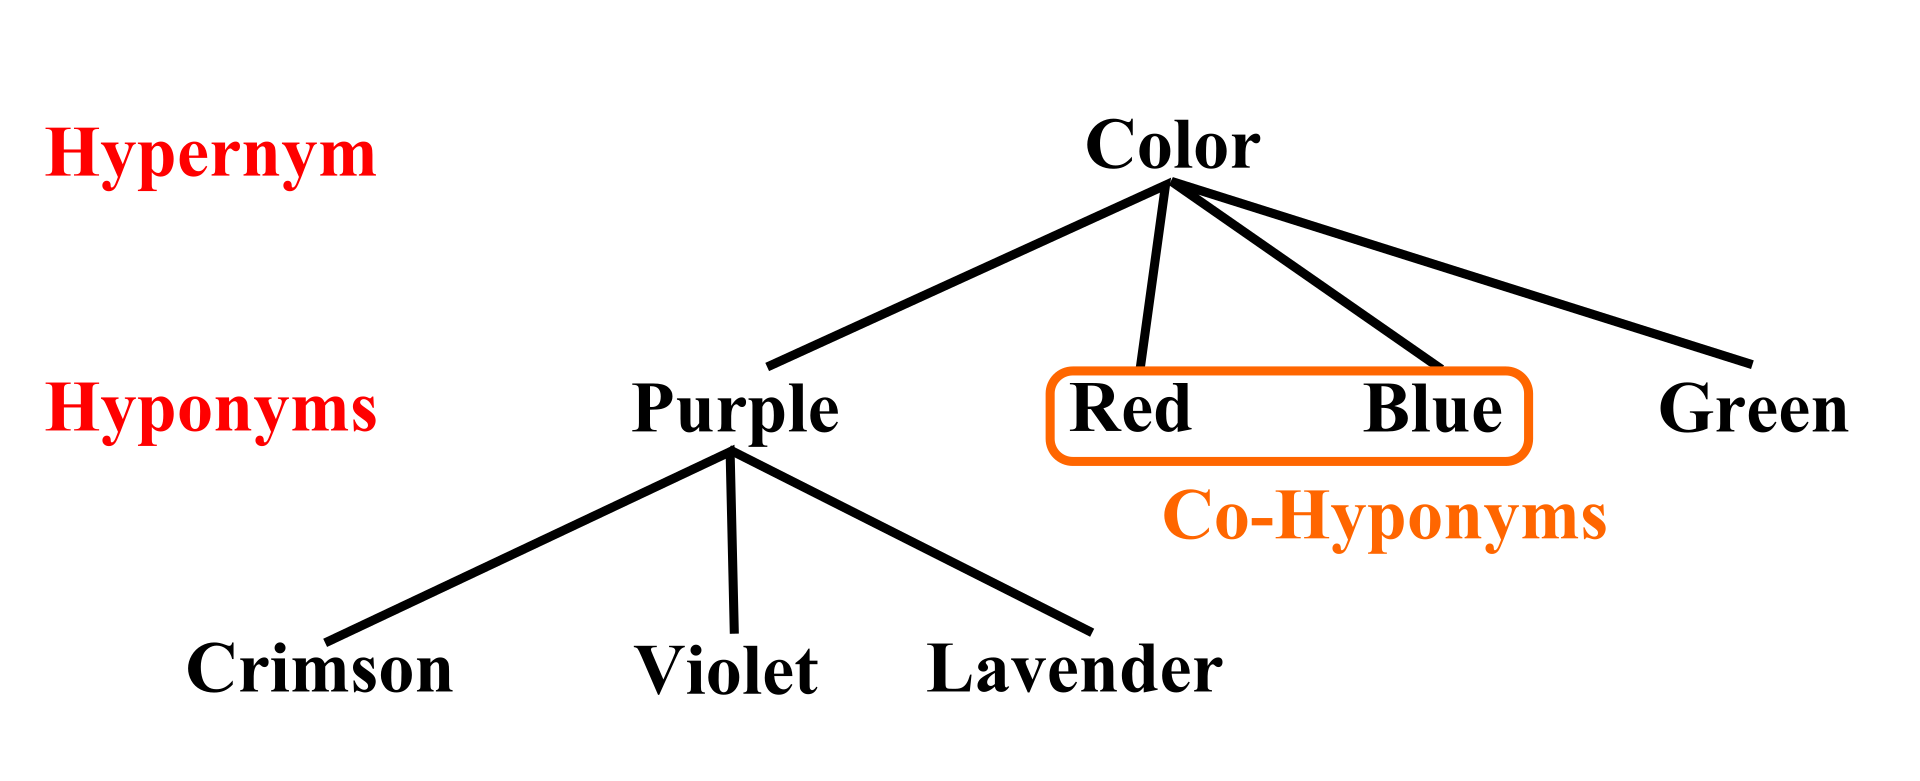 Hypernym Color
Hyponyms Purple Red Blue Green
Co-Hyponyms
Crimson Violet Lavender